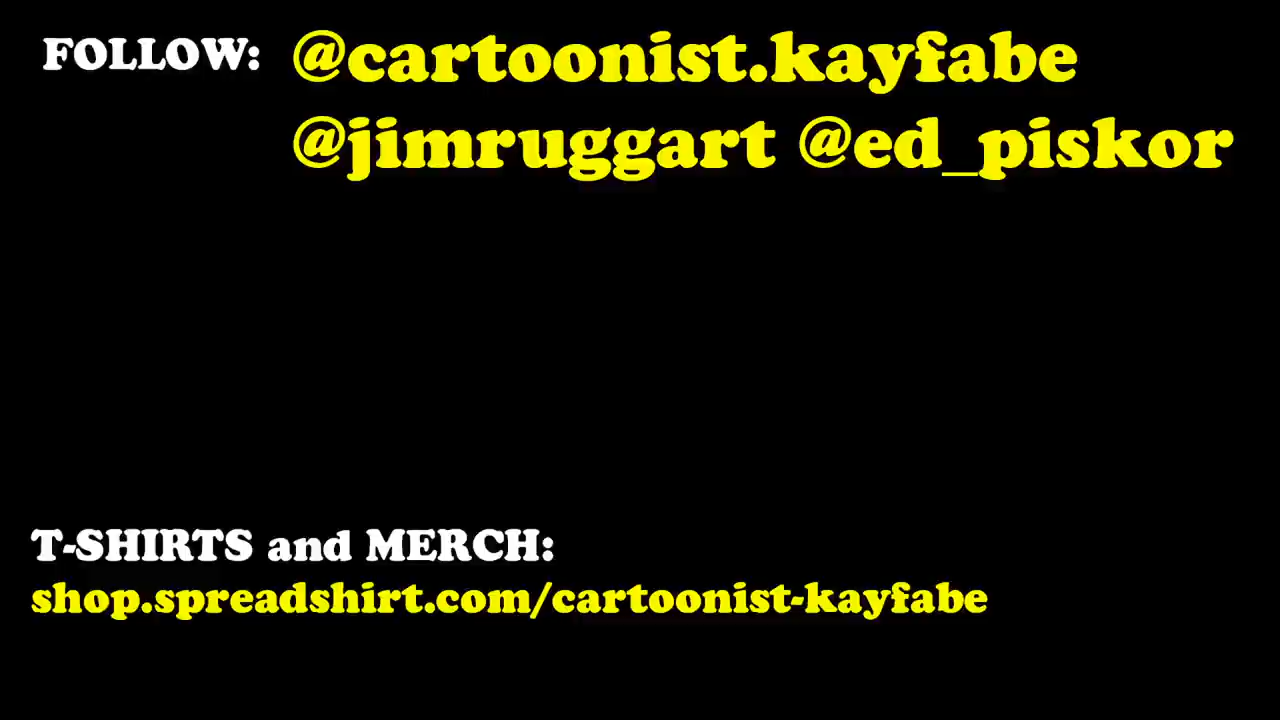 FOLLOW: @cartoonist.kayfabe
@jimruggart @ed_piskor
T-SHIRTS and MERCH:
shop.spreadshirt.com/cartoonist-kayfabe